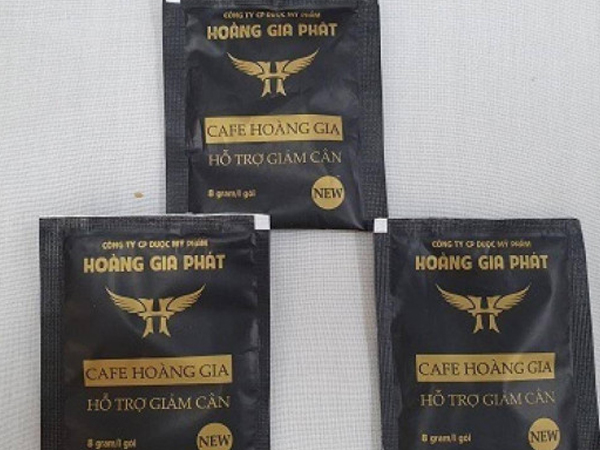 CÔNG TY CP DƯỢC MỸ PHẨM
HOÀNG GIA PHÁT
H
CAFE HOÀNG GIA
HỖ TRỢ GIẢM CÂN
8 gram/1 gói
NEW
CÔNG TY CP DƯỢC MỸ PHẨM
HOÀNG GIA PHÁT
H
CAFE HOÀNG GIA
HỖ TRỢ GIẢM CÂN
8 gram/1 gói
NEW
CÔNG TY CP DƯỢC MỸ PHẨM
HOÀNG GIA PHÁT
H
CAFE HOÀNG GIA
HỖ TRỢ GIẢM CÂN
8 gram/1 gói
NEW